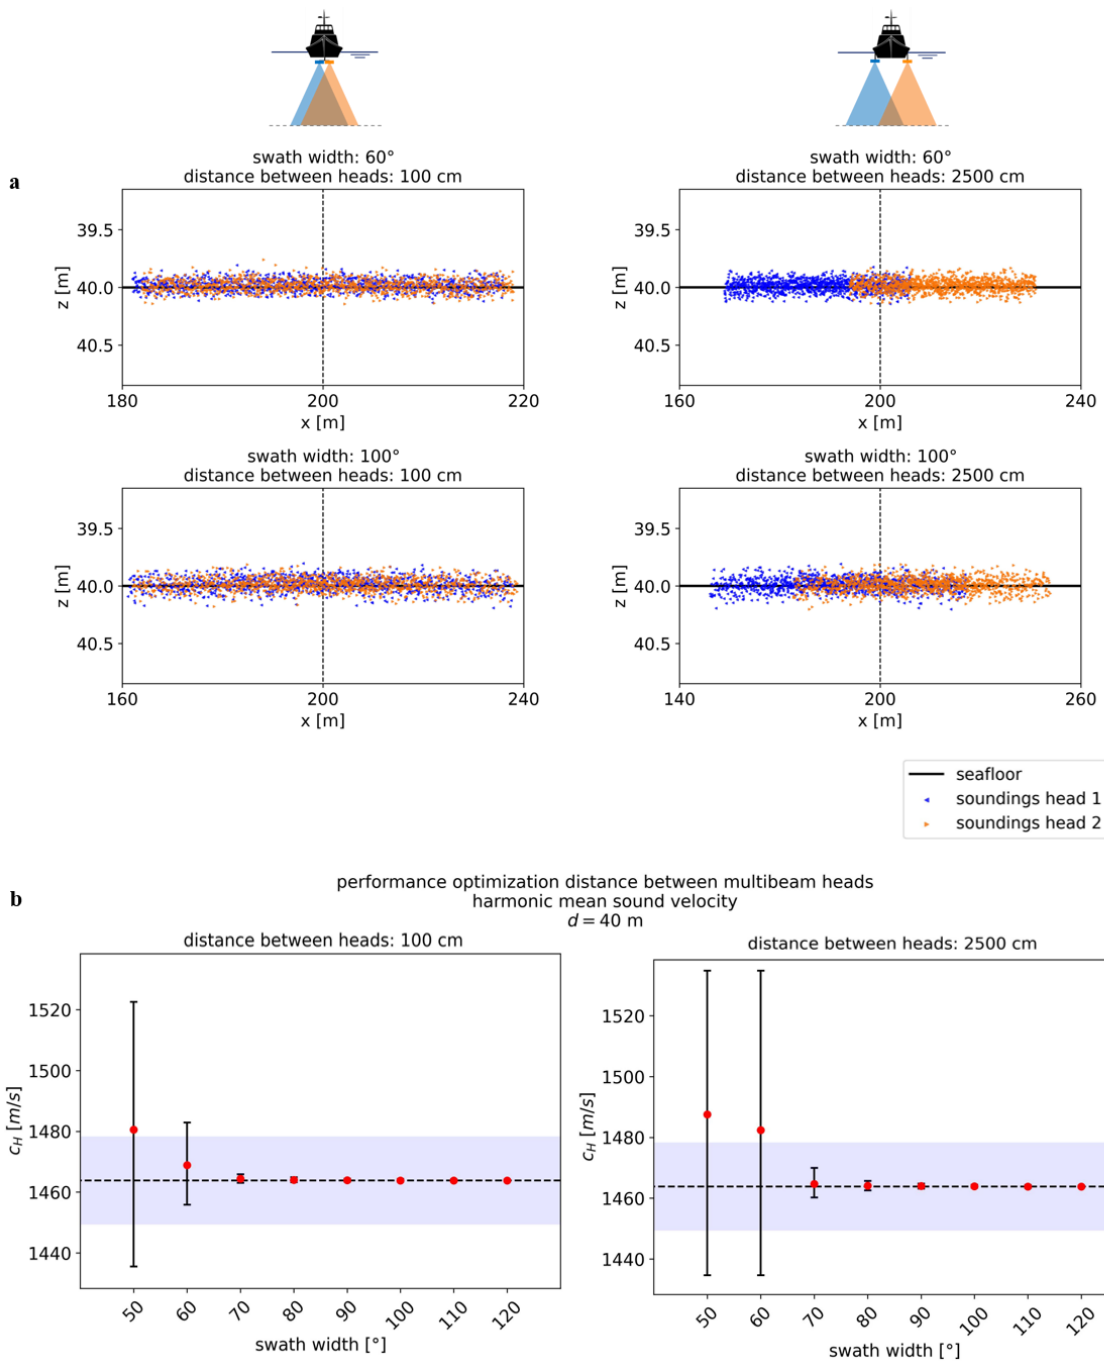 a
swath width: 60°
distance between heads: 100 cm
39.5
40.0
40.5
z [m]
180
200
220
x [m]
swath width: 60°
distance between heads: 2500 cm
39.5
40.0
40.5
z [m]
160
200
240
x [m]
swath width: 100°
distance between heads: 100 cm
39.5
40.0
40.5
z [m]
160
200
240
x [m]
swath width: 100°
distance between heads: 2500 cm
39.5
40.0
40.5
z [m]
140
200
260
x [m]
seafloor
soundings head 1
soundings head 2
b
performance optimization distance between multibeam heads
harmonic mean sound velocity
d = 40 m
distance between heads: 100 cm
1520
1500
1480
1460
1440
c_H [m/s]
50
60
70
80
90
100
110
120
swath width [°]
distance between heads: 2500 cm
1520
1500
1480
1460
1440
c_H [m/s]
50
60
70
80
90
100
110
120
swath width [°]